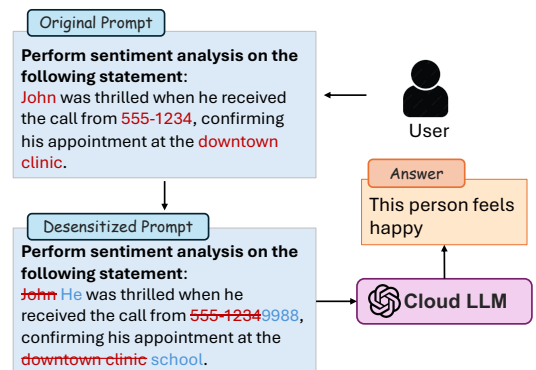 Original Prompt
Perform sentiment analysis on the
following statement:
John was thrilled when he received
the call from 555-1234, confirming
his appointment at the downtown
clinic.
User
Answer
This person feels
happy
Desensitized Prompt
Perform sentiment analysis on the
following statement:
John He was thrilled when he
received the call from 555-12349988,
confirming his appointment at the
downtown clinic school.
Cloud LLM